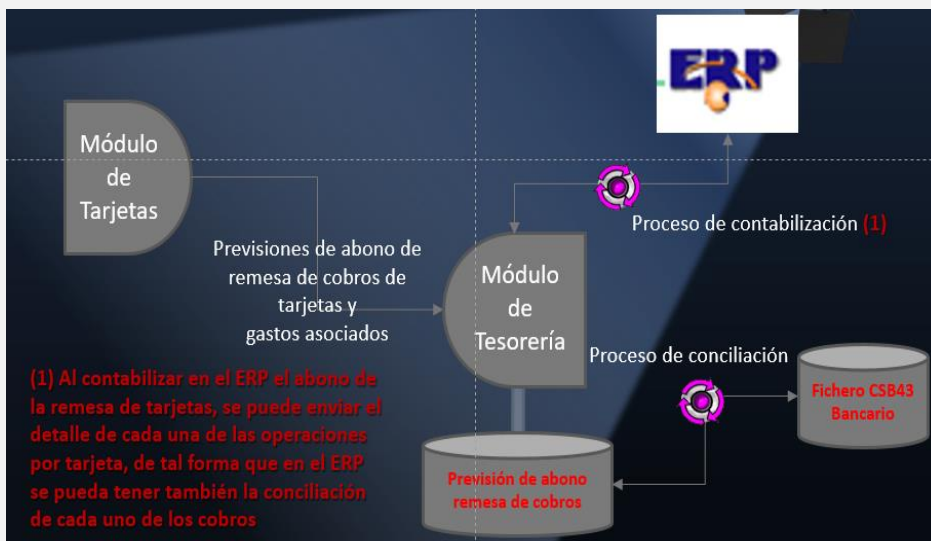 ERP
Módulo
de
Tarjetas
Proceso de contabilización (1)
Previsiones de abono de
remesa de cobros de
tarjetas y
gastos asociados
Módulo
de
Tesorería
Proceso de conciliación
Fichero CSB43
Bancario
(1) Al contabilizar en el ERP el abono de
la remesa de tarjetas, se puede enviar el
detalle de cada una de las operaciones
por tarjeta, de tal forma que en el ERP
se pueda tener también la conciliación
de cada uno de los cobros
Previsión de abono
remesa de cobros